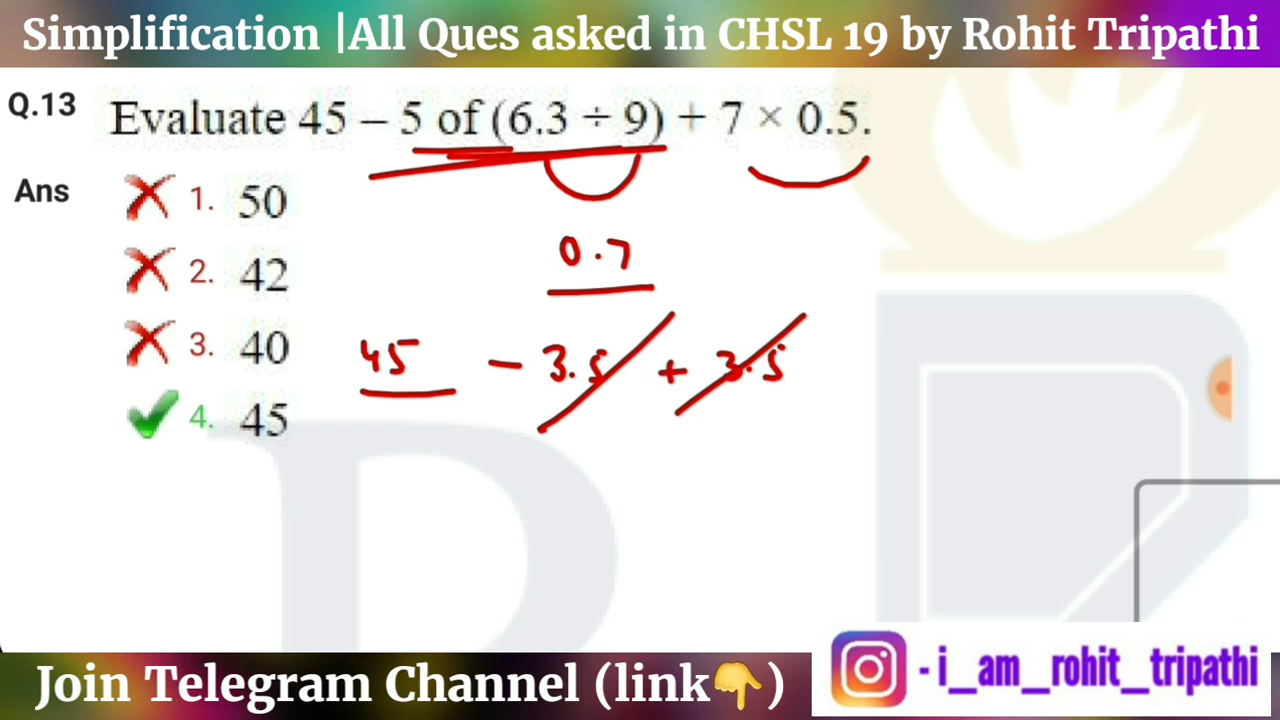 Simplification |All Ques asked in CHSL 19 by Rohit Tripathi
Q.13 Evaluate 45 – 5 of (6.3 ÷ 9) + 7 × 0.5.
Ans
1. 50
2. 42
0.7
3. 40
45 - 3.5 + 3.5
4. 45
Join Telegram Channel (link👇)
- i_am_rohit_tripathi